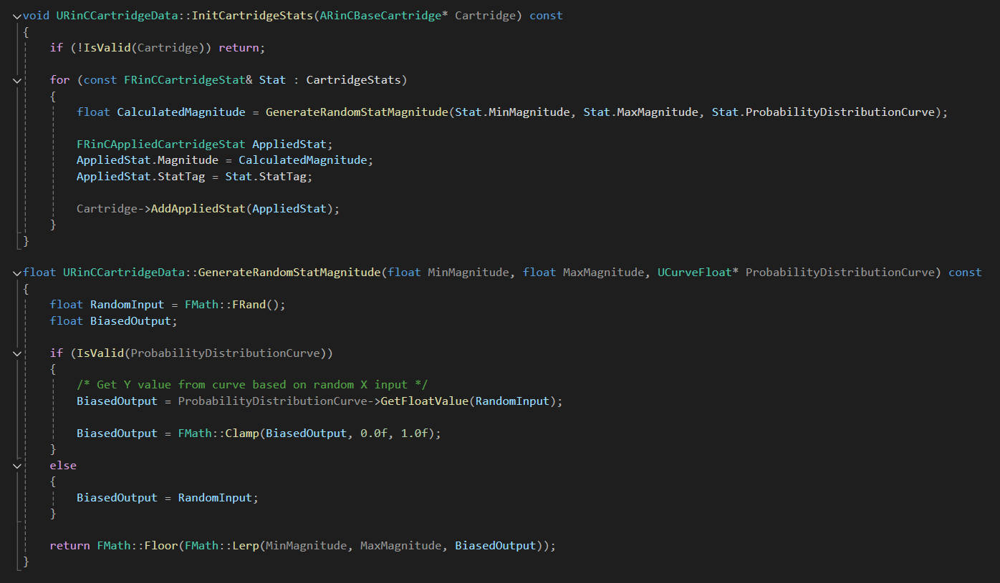 void URinCCartridgeData::InitCartridgeStats(ARinCBaseCartridge* Cartridge) const
{
if (!IsValid(Cartridge)) return;
for (const FRinCCartridgeStat& Stat : CartridgeStats)
{
float CalculatedMagnitude = GenerateRandomStatMagnitude(Stat.MinMagnitude, Stat.MaxMagnitude, Stat.ProbabilityDistributionCurve);
FRinCAppliedCartridgeStat AppliedStat;
AppliedStat.Magnitude = CalculatedMagnitude;
AppliedStat.StatTag = Stat.StatTag;
Cartridge->AddAppliedStat(AppliedStat);
}
}
float URinCCartridgeData::GenerateRandomStatMagnitude(float MinMagnitude, float MaxMagnitude, UCurveFloat* ProbabilityDistributionCurve) const
{
float RandomInput = FMath::FRand();
float BiasedOutput;
if (IsValid(ProbabilityDistributionCurve))
{
/* Get Y value from curve based on random X input */
BiasedOutput = ProbabilityDistributionCurve->GetFloatValue(RandomInput);
BiasedOutput = FMath::Clamp(BiasedOutput, 0.0f, 1.0f);
}
else
{
BiasedOutput = RandomInput;
}
return FMath::Floor(FMath::Lerp(MinMagnitude, MaxMagnitude, BiasedOutput));
}